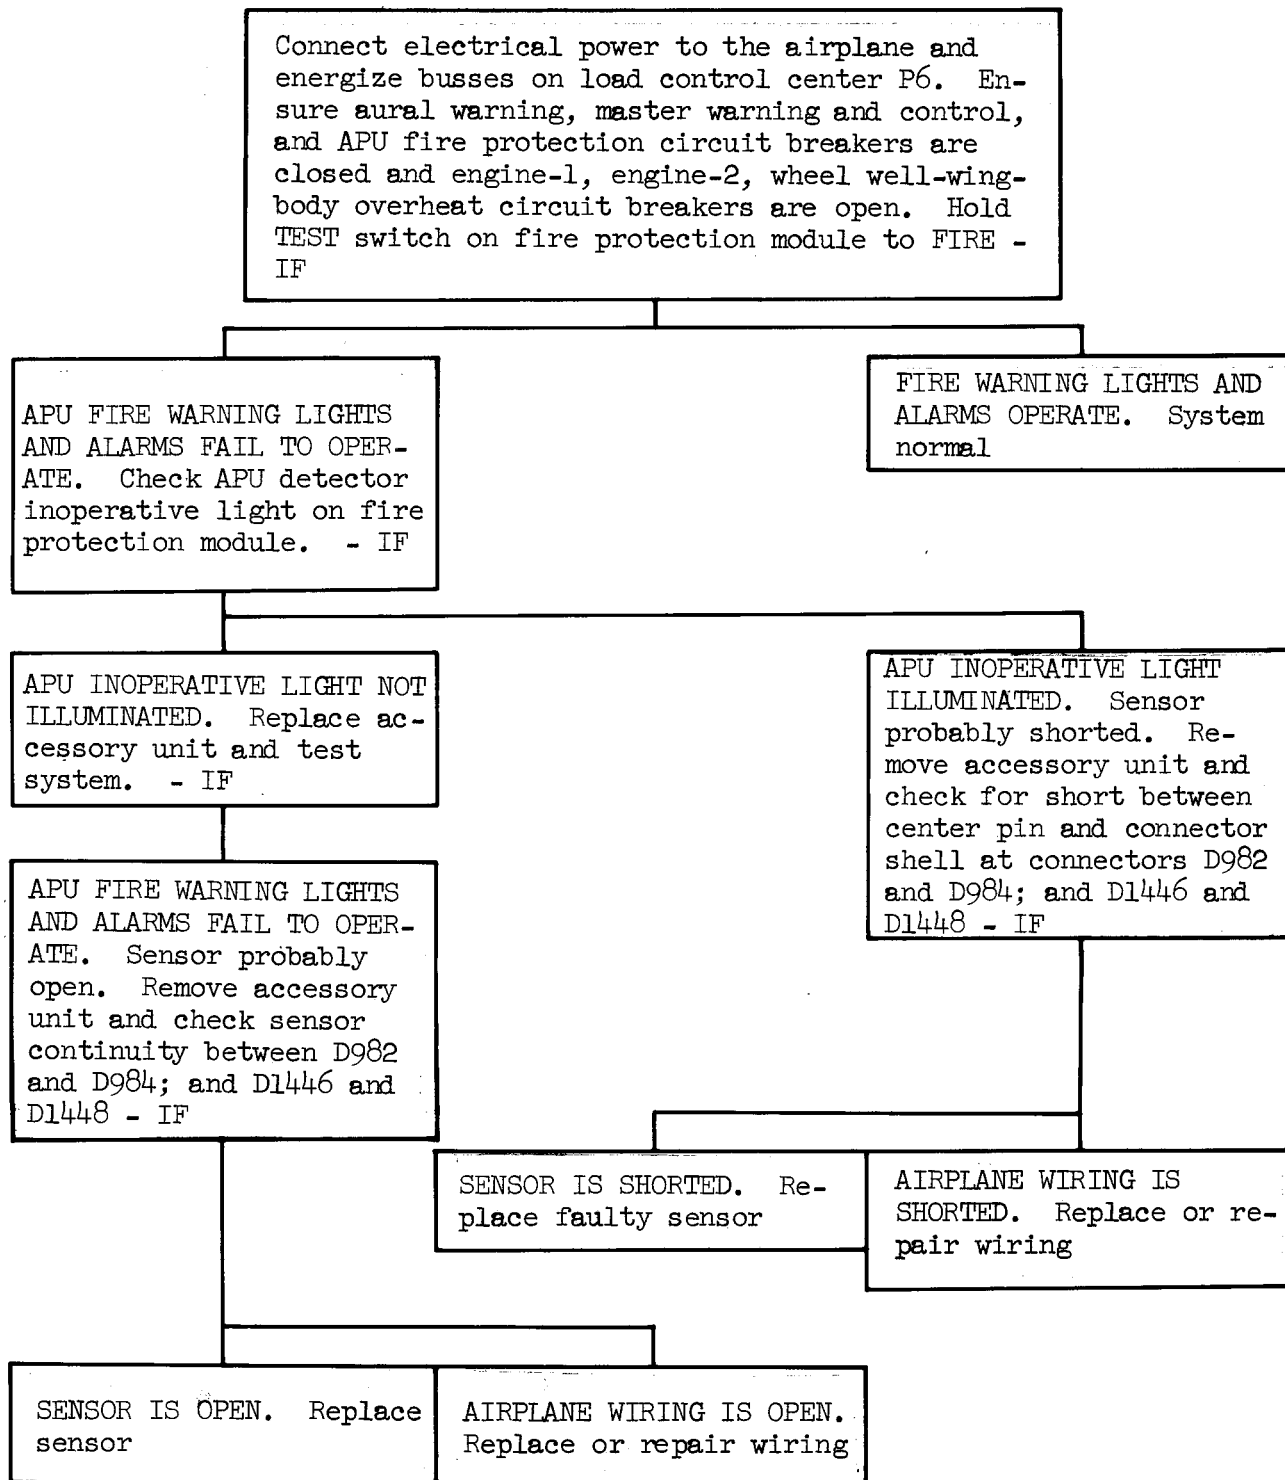 Connect electrical power to the airplane and
energize busses on load control center P6. En-
sure aural warning, master warning and control,
and APU fire protection circuit breakers are
closed and engine-1, engine-2, wheel well-wing-
body overheat circuit breakers are open. Hold
TEST switch on fire protection module to FIRE -
IF
APU FIRE WARNING LIGHTS
AND ALARMS FAIL TO OPER-
ATE. Check APU detector
inoperative light on fire
protection module. - IF
FIRE WARNING LIGHTS AND
ALARMS OPERATE. System
normal
APU INOPERATIVE LIGHT NOT
ILLUMINATED. Replace ac-
cessory unit and test
system. - IF
APU INOPERATIVE LIGHT
ILLUMINATED. Sensor
probably shorted. Re-
move accessory unit and
check for short between
center pin and connector
shell at connectors D982
and D984; and D1446 and
D1448 - IF
APU FIRE WARNING LIGHTS
AND ALARMS FAIL TO OPER-
ATE. Sensor probably
open. Remove accessory
unit and check sensor
continuity between D982
and D984; and D1446 and
D1448 - IF
SENSOR IS SHORTED. Re-
place faulty sensor
AIRPLANE WIRING IS
SHORTED. Replace or re-
pair wiring
SENSOR IS OPEN. Replace
sensor
AIRPLANE WIRING IS OPEN.
Replace or repair wiring